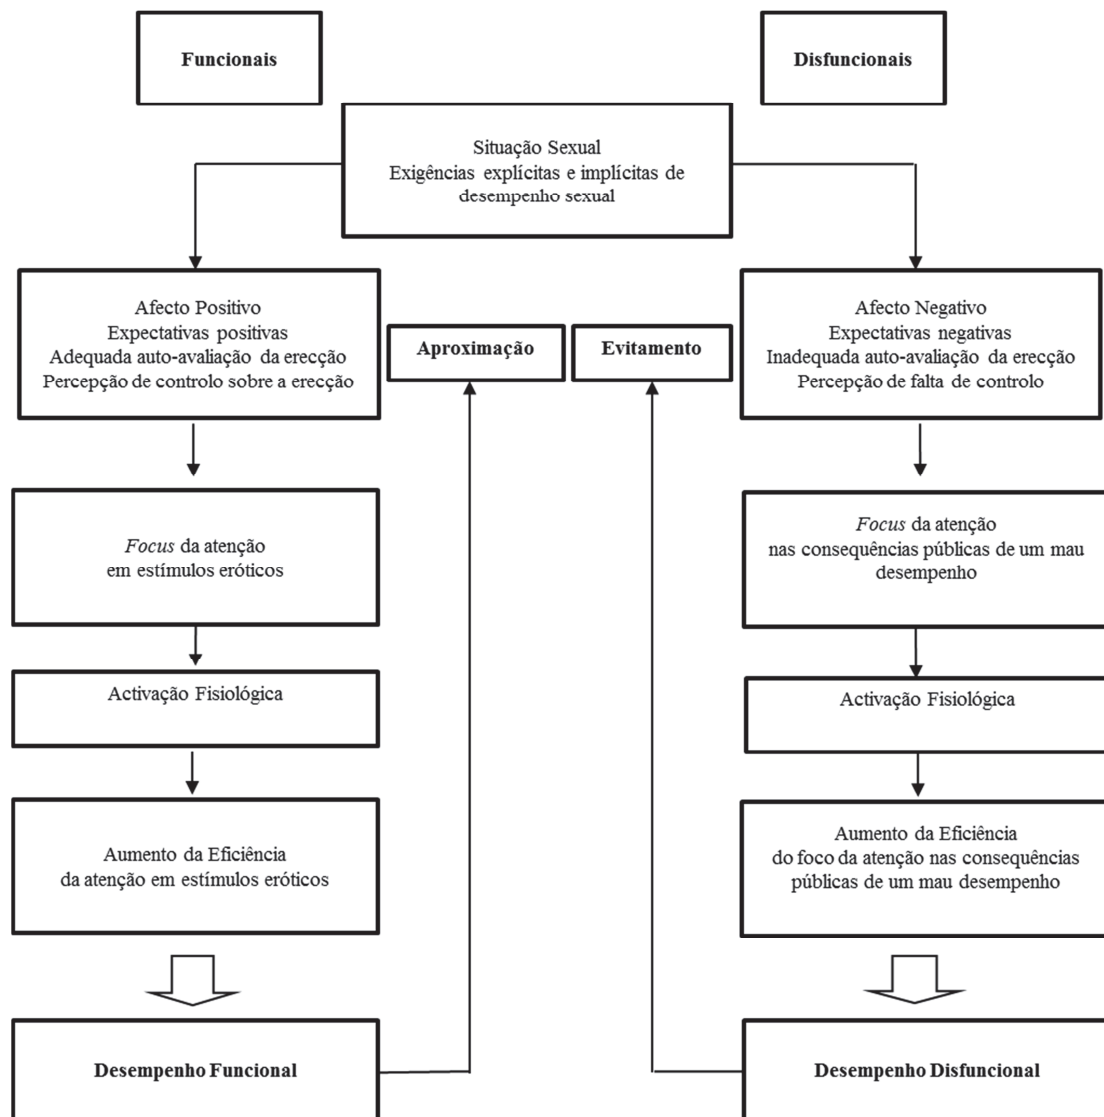 Funcionais
Disfuncionais
Situação Sexual
Exigências explícitas e implícitas de
desempenho sexual
Afecto Positivo
Expectativas positivas
Adequada auto-avaliação da erecção
Percepção de controlo sobre a erecção
Aproximação
Evitamento
Afecto Negativo
Expectativas negativas
Inadequada auto-avaliação da erecção
Percepção de falta de controlo
Focus da atenção
em estímulos eróticos
Focus da atenção
nas consequências públicas de um mau
desempenho
Activação Fisiológica
Activação Fisiológica
Aumento da Eficiência
da atenção em estímulos eróticos
Aumento da Eficiência
do foco da atenção nas consequências
públicas de um mau desempenho
Desempenho Funcional
Desempenho Disfuncional